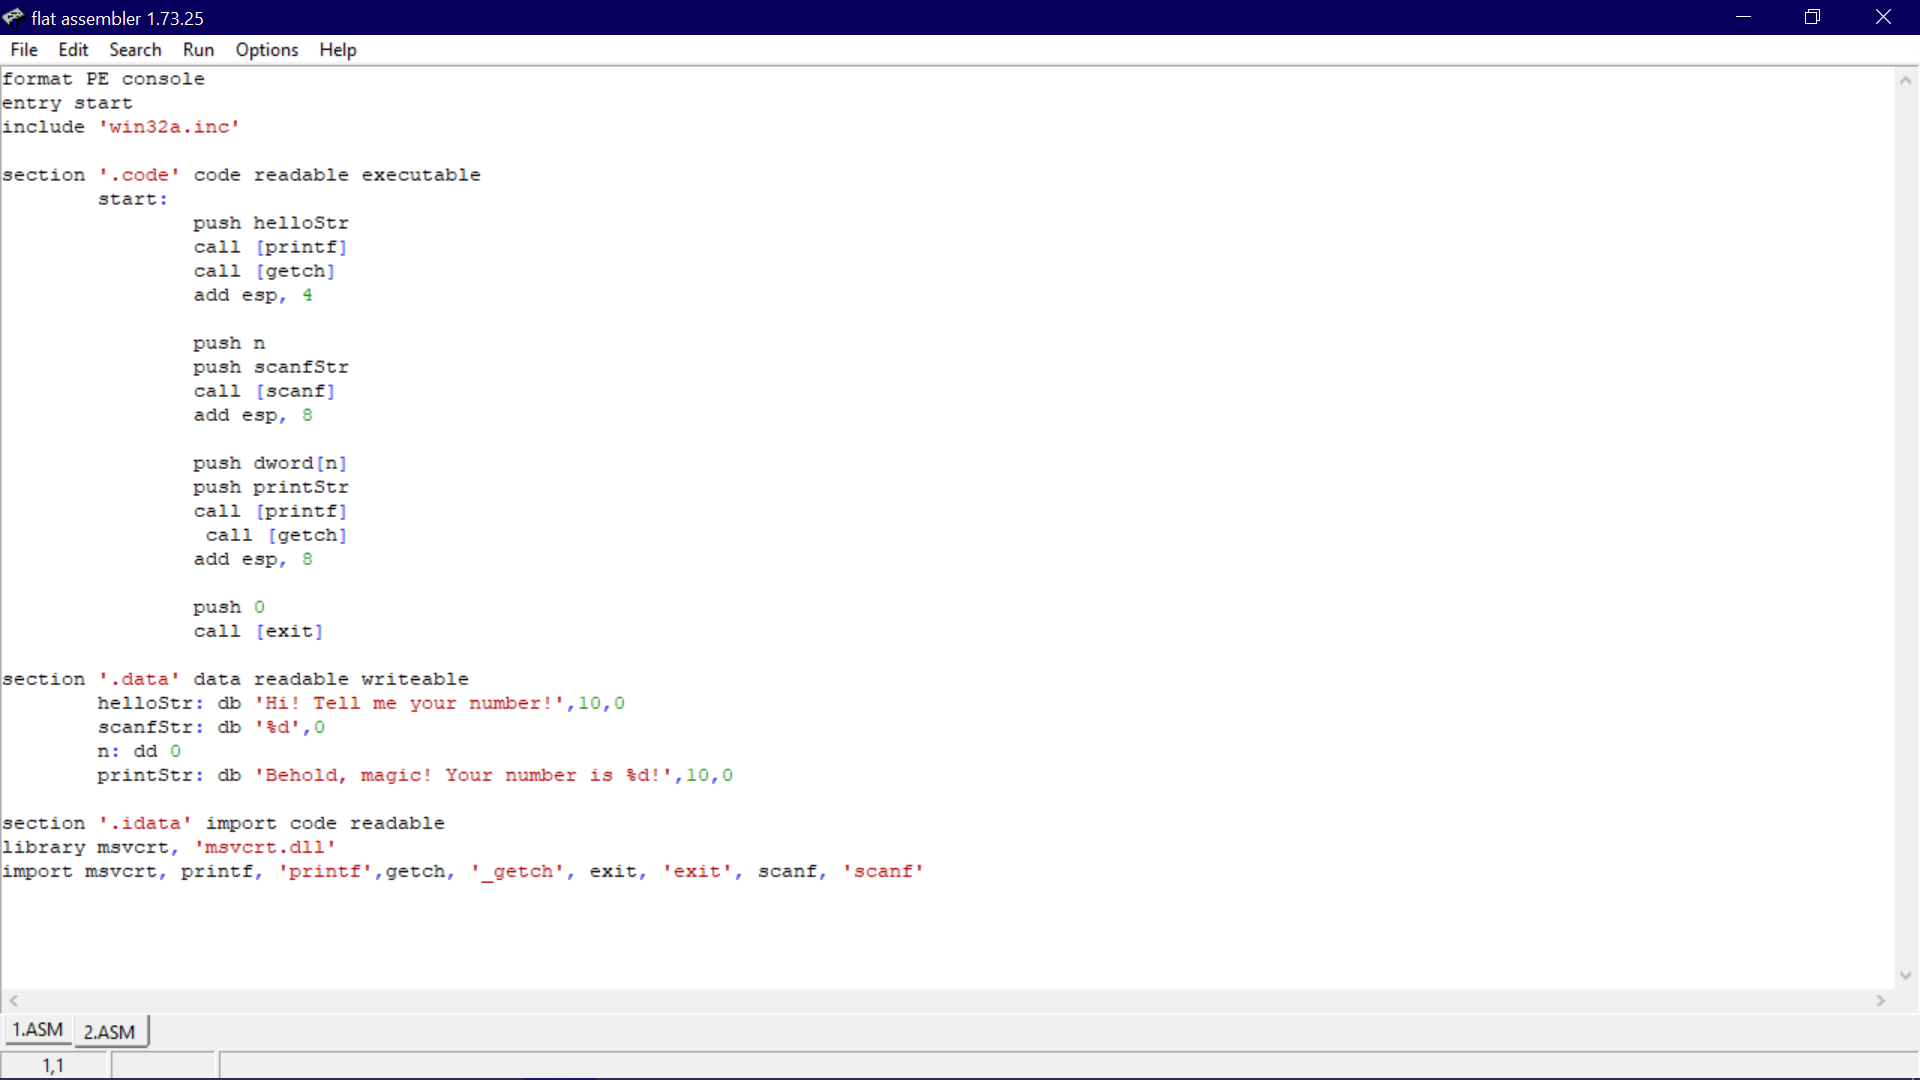 flat assembler 1.73.25
File Edit Search Run Options Help
format PE console
entry start
include 'win32a.inc'
section '.code' code readable executable
start:
push helloStr
call [printf]
call [getch]
add esp, 4
push n
push scanfStr
call [scanf]
add esp, 8
push dword[n]
push printStr
call [printf]
call [getch]
add esp, 8
push 0
call [exit]
section '.data' data readable writeable
helloStr: db 'Hi! Tell me your number!',10,0
scanfStr: db '%d',0
n: dd 0
printStr: db 'Behold, magic! Your number is %d!',10,0
section '.idata' import code readable
library msvcrt, 'msvcrt.dll'
import msvcrt, printf, 'printf',getch, '_getch', exit, 'exit', scanf, 'scanf'
1.ASM 2.ASM
1,1